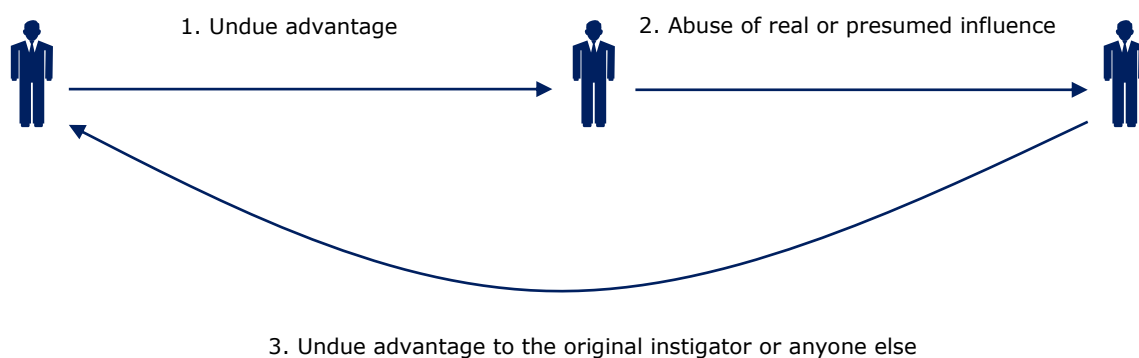 1. Undue advantage
2. Abuse of real or presumed influence
3. Undue advantage to the original instigator or anyone else